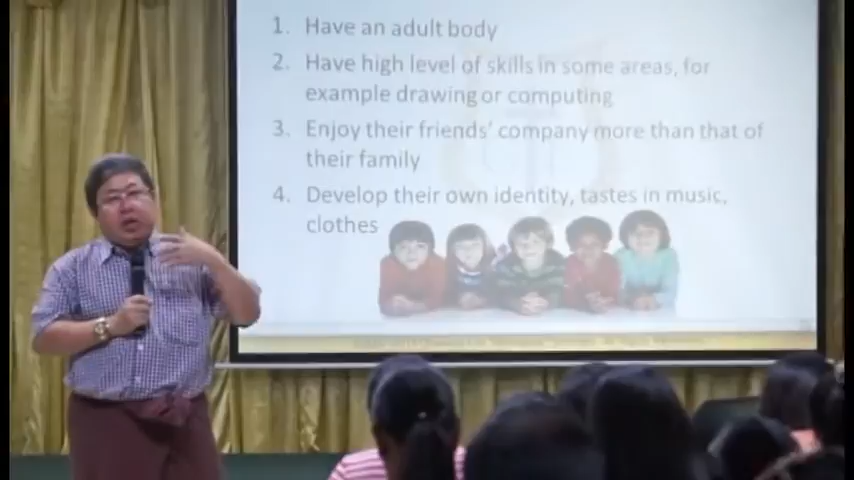 1. Have an adult body
2. Have high level of skills in some areas, for
example drawing or computing
3. Enjoy their friends' company more than that of
their family
4. Develop their own identity, tastes in music,
clothes